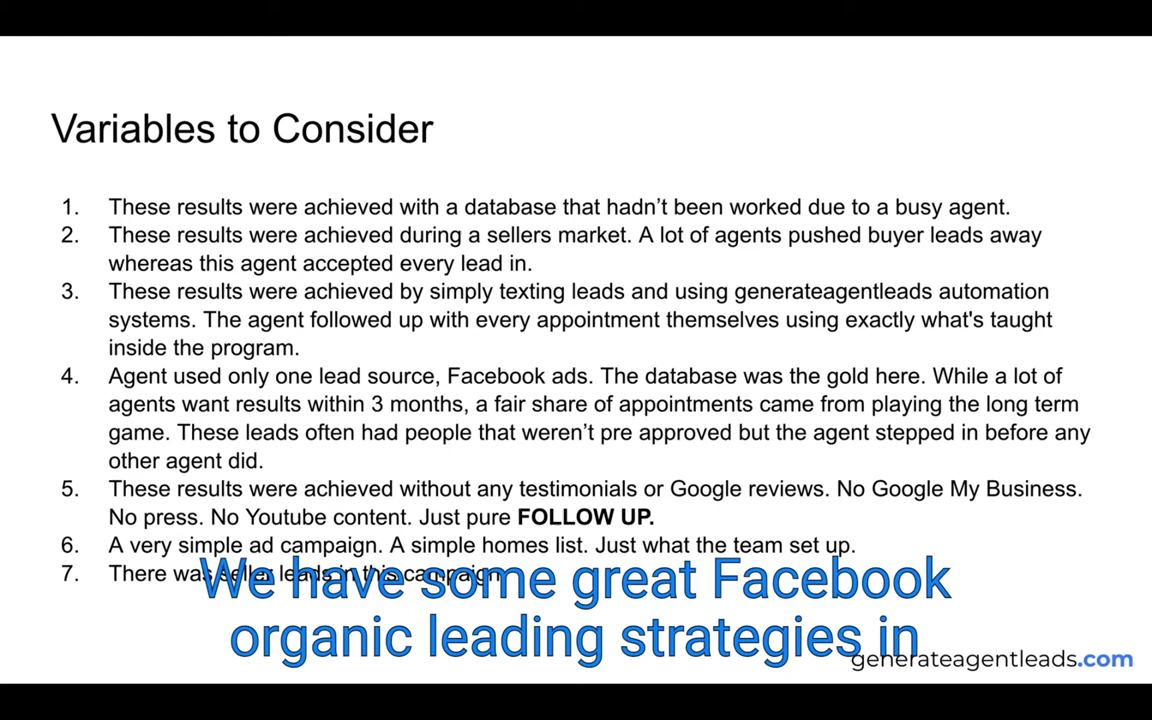 Variables to Consider
1. These results were achieved with a database that hadn’t been worked due to a busy agent.
2. These results were achieved during a sellers market. A lot of agents pushed buyer leads away
whereas this agent accepted every lead in.
3. These results were achieved by simply texting leads and using generateagentleads automation
systems. The agent followed up with every appointment themselves using exactly what's taught
inside the program.
4. Agent used only one lead source, Facebook ads. The database was the gold here. While a lot of
agents want results within 3 months, a fair share of appointments came from playing the long term
game. These leads often had people that weren’t pre approved but the agent stepped in before any
other agent did.
5. These results were achieved without any testimonials or Google reviews. No Google My Business.
No press. No Youtube content. Just pure FOLLOW UP.
6. A very simple ad campaign. A simple homes list. Just what the team set up.
7. There was seller leads in this campaign
We have some great Facebook
organic leading strategies in
generateagentleads.com